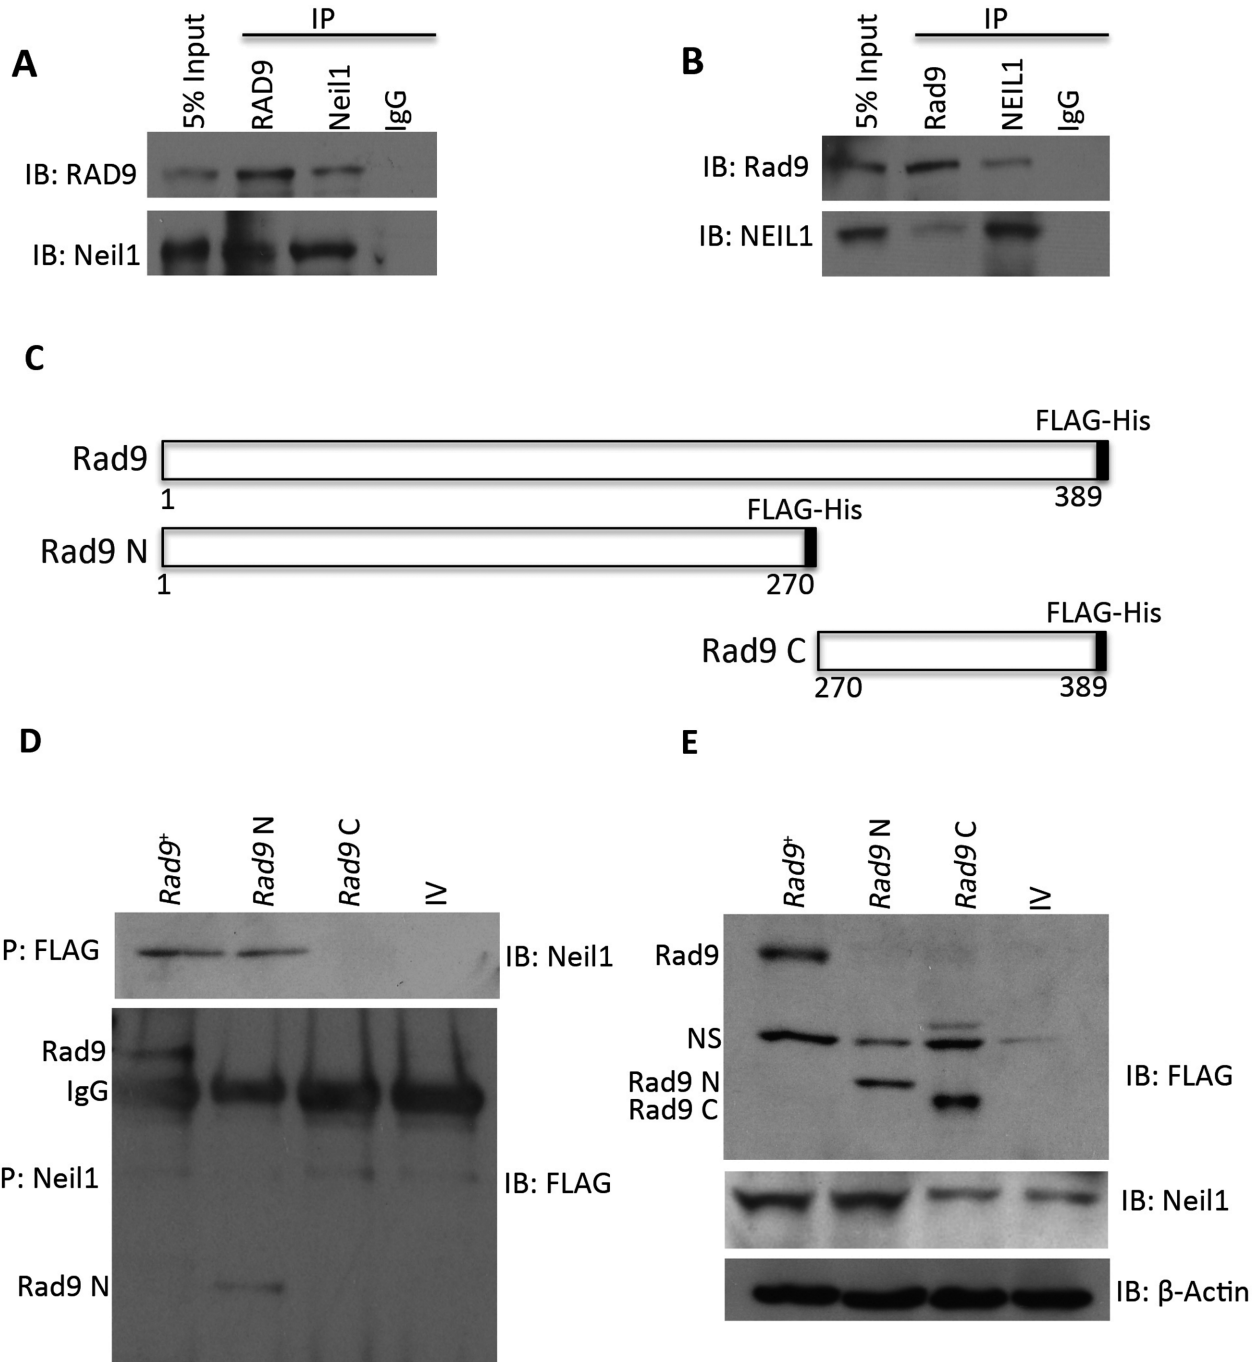 A
IP
5% Input
RAD9
Neil1
IgG
IB: RAD9
IB: Neil1
B
IP
5% Input
Rad9
NEIL1
IgG
IB: Rad9
IB: NEIL1
C
FLAG-His
Rad9
1
389
FLAG-His
Rad9 N
1
270
FLAG-His
Rad9 C
270
389
D
Rad9+
Rad9 N
Rad9 C
IV
P: FLAG
IB: Neil1
Rad9
IgG
P: Neil1
IB: FLAG
Rad9 N
E
Rad9+
Rad9 N
Rad9 C
IV
Rad9
NS
Rad9 N
Rad9 C
IB: FLAG
IB: Neil1
IB: β-Actin